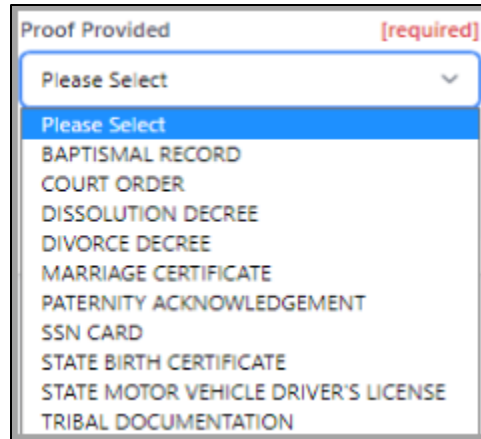 Proof Provided [required]
Please Select
Please Select
BAPTISMAL RECORD
COURT ORDER
DISSOLUTION DECREE
DIVORCE DECREE
MARRIAGE CERTIFICATE
PATERNITY ACKNOWLEDGEMENT
SSN CARD
STATE BIRTH CERTIFICATE
STATE MOTOR VEHICLE DRIVER'S LICENSE
TRIBAL DOCUMENTATION